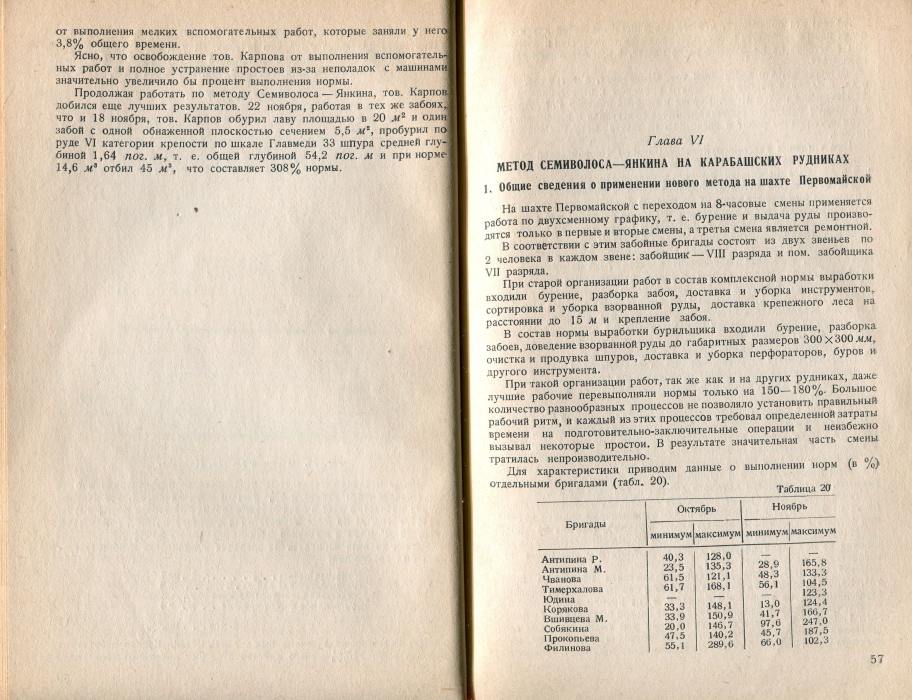 от выполнения мелких вспомогательных работ, которые заняли у него
3,8% общего времени.
Ясно, что освобождение тов. Карпова от выполнения вспомогатель-
ных работ и полное устранение простоев из-за неполадок с машинами
значительно увеличило бы процент выполнения нормы.
Продолжая работать по методу Семиволоса — Янкина, тов. Карпов
добился еще лучших результатов. 22 ноября, работая в тех же забоях,
что и 18 ноября, тов. Карпов обурил лаву площадью в 20 м² и один
забой с одной обнаженной плоскостью сечением 5,5 м², пробурил по
руде VI категории крепости по шкале Главмеди 33 шпура средней глу-
биной 1,64 пог. м, т. е. общей глубиной 54,2 пог. м и при норме
14,6 м³ отбил 45 м³, что составляет 308% нормы.
Глава VI
МЕТОД СЕМИВОЛОСА—ЯНКИНА НА КАРАБАШСКИХ РУДНИКАХ
1. Общие сведения о применении нового метода на шахте Первомайской
На шахте Первомайской с переходом на 8-часовые смены применяется
работа по двухсменному графику, т. е. бурение и выдача руды произво-
дятся только в первые и вторые смены, а третья смена является ремонтной.
В соответствии с этим забойные бригады состоят из двух звеньев по
2 человека в каждом звене: забойщик — VIII разряда и пом. забойщика
VII разряда.
При старой организации работ в состав комплексной нормы выработки
входили бурение, разборка забоя, доставка и уборка инструментов,
сортировка и уборка взорванной руды, доставка крепежного леса на
расстоянии до 15 м и крепление забоя.
В состав нормы выработки бурильщика входили бурение, разборка
забоев, доведение взорванной руды до габаритных размеров 300×300 мм,
очистка и продувка шпуров, доставка и уборка перфораторов, буров и
другого инструмента.
При такой организации работ, так же как и на других рудниках, даже
лучшие рабочие перевыполняли нормы только на 150—180%. Большое
количество разнообразных процессов не позволяло установить правильный
рабочий ритм, и каждый из этих процессов требовал определенной затраты
времени на подготовительно-заключительные операции и неизбежно
вызывал некоторые простои. В результате значительная часть смены
тратилась непроизводительно.
Для характеристики приводим данные о выполнении норм (в %)
отдельными бригадами (табл. 20).
Таблица 20
Бригады Октябрь Ноябрь
минимум максимум минимум максимум
Антипина Р. 40,3 128,0 — —
Антипина М. 23,5 135,3 28,9 165,8
Чванова 61,5 121,1 48,3 133,3
Тимерхалова 61,7 168,1 56,1 104,5
Юдина — — — 123,3
Корякова 33,3 148,1 13,0 124,4
Вшивцева М. 33,9 150,9 41,7 166,7
Собякина 20,0 146,7 97,6 247,0
Прокопьева 47,5 140,2 45,7 187,5
Филинова 55,1 289,6 66,0 102,3
57